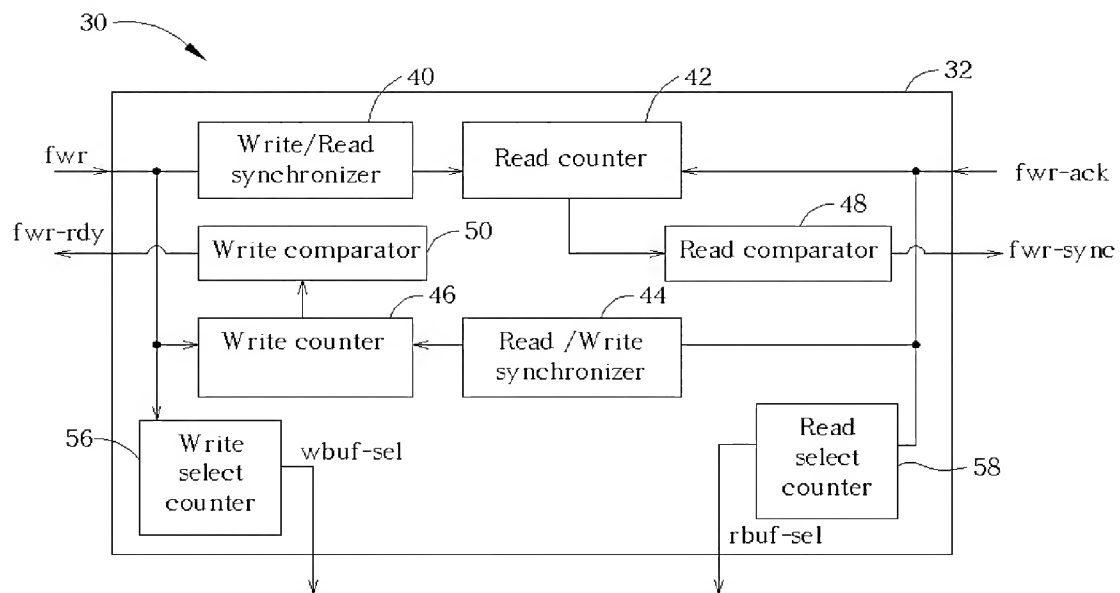 30
40
42
32
fwr
Write/Read
synchronizer
Read counter
fwr-ack
fwr-rdy
Write comparator
50
48
Read comparator
fwr-sync
46
44
Write counter
Read /Write
synchronizer
56
Write
select
counter
wbuf-sel
Read
select
counter
58
rbuf-sel